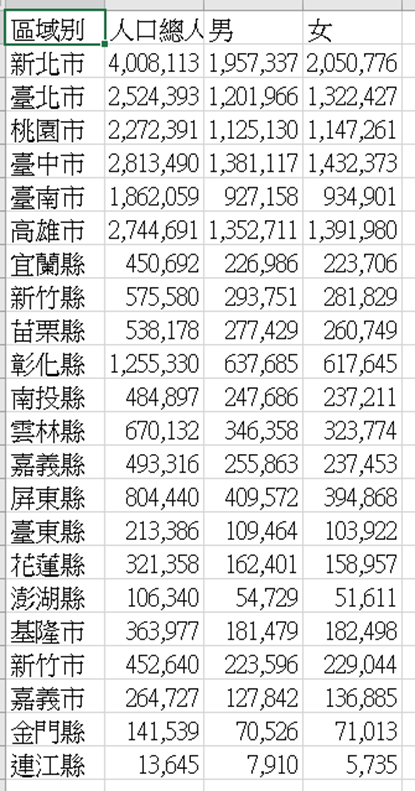 區域别 人口總人 男 女
新北市 4,008,113 1,957,337 2,050,776
臺北市 2,524,393 1,201,966 1,322,427
桃園市 2,272,391 1,125,130 1,147,261
臺中市 2,813,490 1,381,117 1,432,373
臺南市 1,862,059 927,158 934,901
高雄市 2,744,691 1,352,711 1,391,980
宜蘭縣 450,692 226,986 223,706
新竹縣 575,580 293,751 281,829
苗栗縣 538,178 277,429 260,749
彰化縣 1,255,330 637,685 617,645
南投縣 484,897 247,686 237,211
雲林縣 670,132 346,358 323,774
嘉義縣 493,316 255,863 237,453
屏東縣 804,440 409,572 394,868
臺東縣 213,386 109,464 103,922
花蓮縣 321,358 162,401 158,957
澎湖縣 106,340 54,729 51,611
基隆市 363,977 181,479 182,498
新竹市 452,640 223,596 229,044
嘉義市 264,727 127,842 136,885
金門縣 141,539 70,526 71,013
連江縣 13,645 7,910 5,735